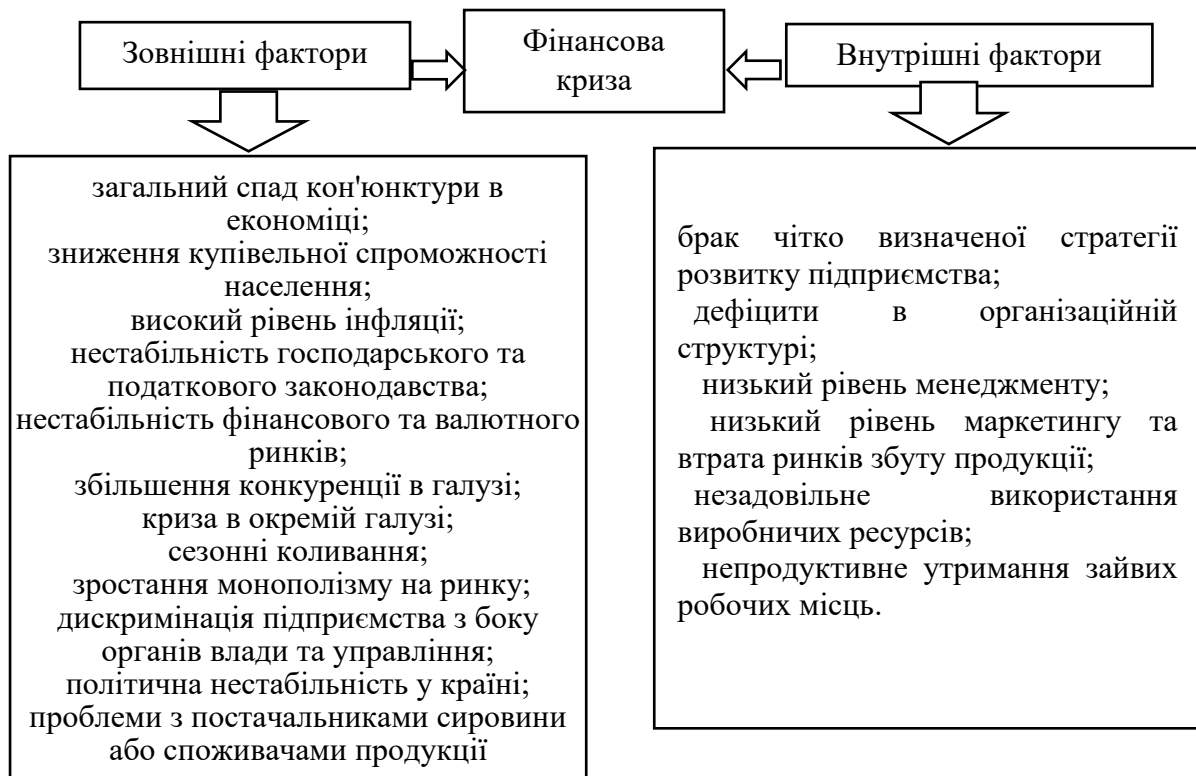 Зовнішні фактори
Фінансова
криза
Внутрішні фактори
загальний спад кон'юнктури в
економіці;
зниження купівельної спроможності
населення;
високий рівень інфляції;
нестабільність господарського та
податкового законодавства;
нестабільність фінансового та валютного
ринків;
збільшення конкуренції в галузі;
криза в окремій галузі;
сезонні коливання;
зростання монополізму на ринку;
дискримінація підприємства з боку
органів влади та управління;
політична нестабільність у країні;
проблеми з постачальниками сировини
або споживачами продукції
брак чітко визначеної стратегії
розвитку підприємства;
дефіцити в організаційній
структурі;
низький рівень менеджменту;
низький рівень маркетингу та
втрата ринків збуту продукції;
незадовільне використання
виробничих ресурсів;
непродуктивне утримання зайвих
робочих місць.